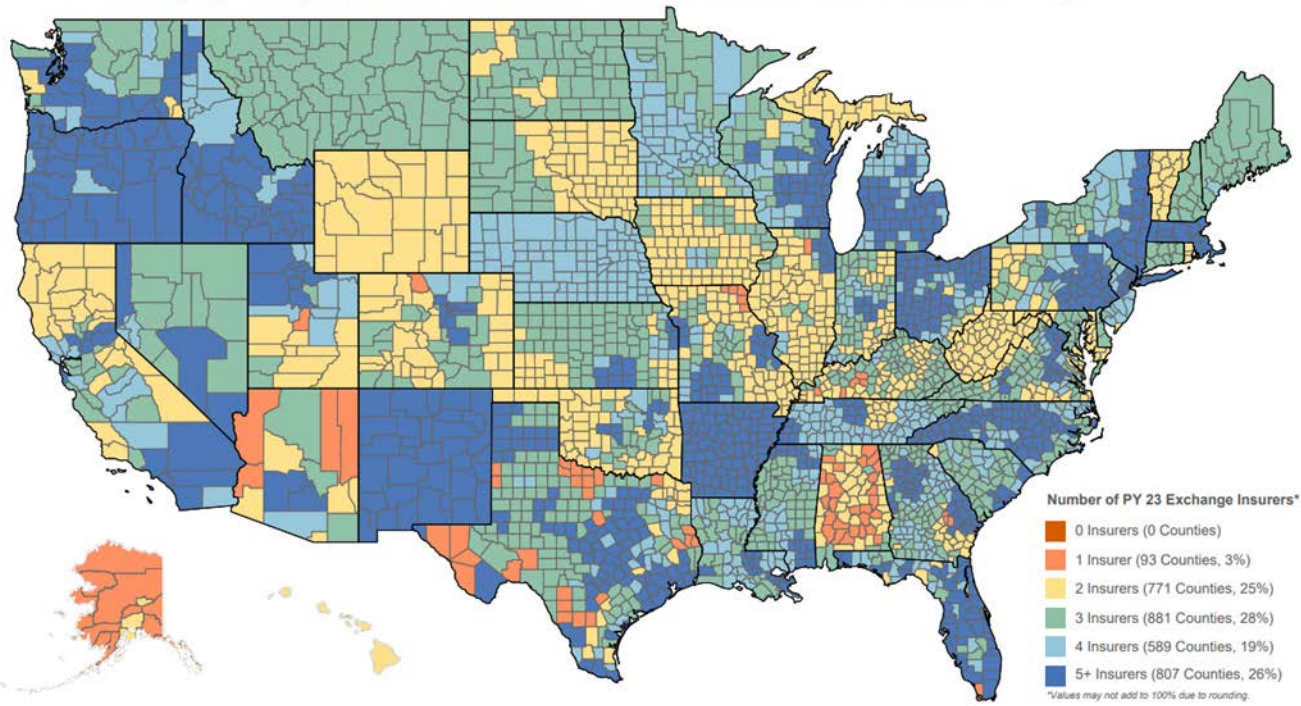 Number of PY 23 Exchange Insurers*
0 Insurers (0 Counties)
1 Insurer (93 Counties, 3%)
2 Insurers (771 Counties, 25%)
3 Insurers (881 Counties, 28%)
4 Insurers (589 Counties, 19%)
5+ Insurers (807 Counties, 26%)
*Values may not add to 100% due to rounding.